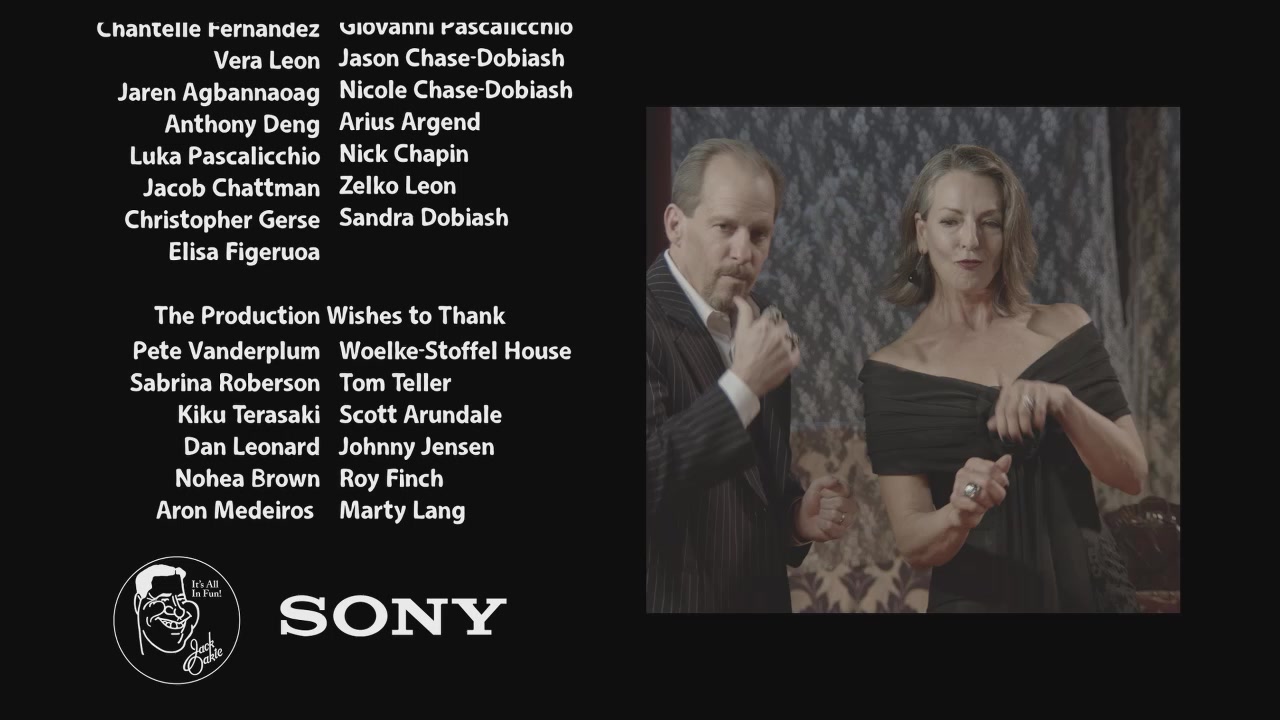 Chantelle Fernandez Giovanni Pascalicchio
Vera Leon Jason Chase-Dobiash
Jaren Agbannaoag Nicole Chase-Dobiash
Anthony Deng Arius Argend
Luka Pascalicchio Nick Chapin
Jacob Chattman Zelko Leon
Christopher Gerse Sandra Dobiash
Elisa Figeruoa
The Production Wishes to Thank
Pete Vanderplum Woelke-Stoffel House
Sabrina Roberson Tom Teller
Kiku Terasaki Scott Arundale
Dan Leonard Johnny Jensen
Nohea Brown Roy Finch
Aron Medeiros Marty Lang
It's All
In Fun!
Jack
Oakie
SONY